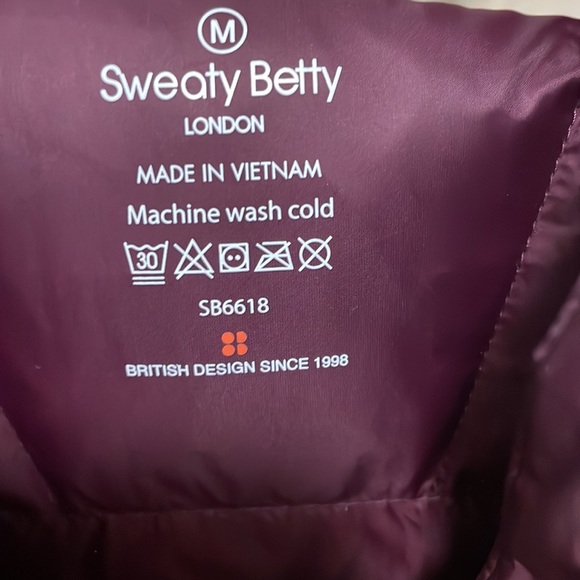 M
Sweaty Betty
LONDON
MADE IN VIETNAM
Machine wash cold
30
SB6618
BRITISH DESIGN SINCE 1998